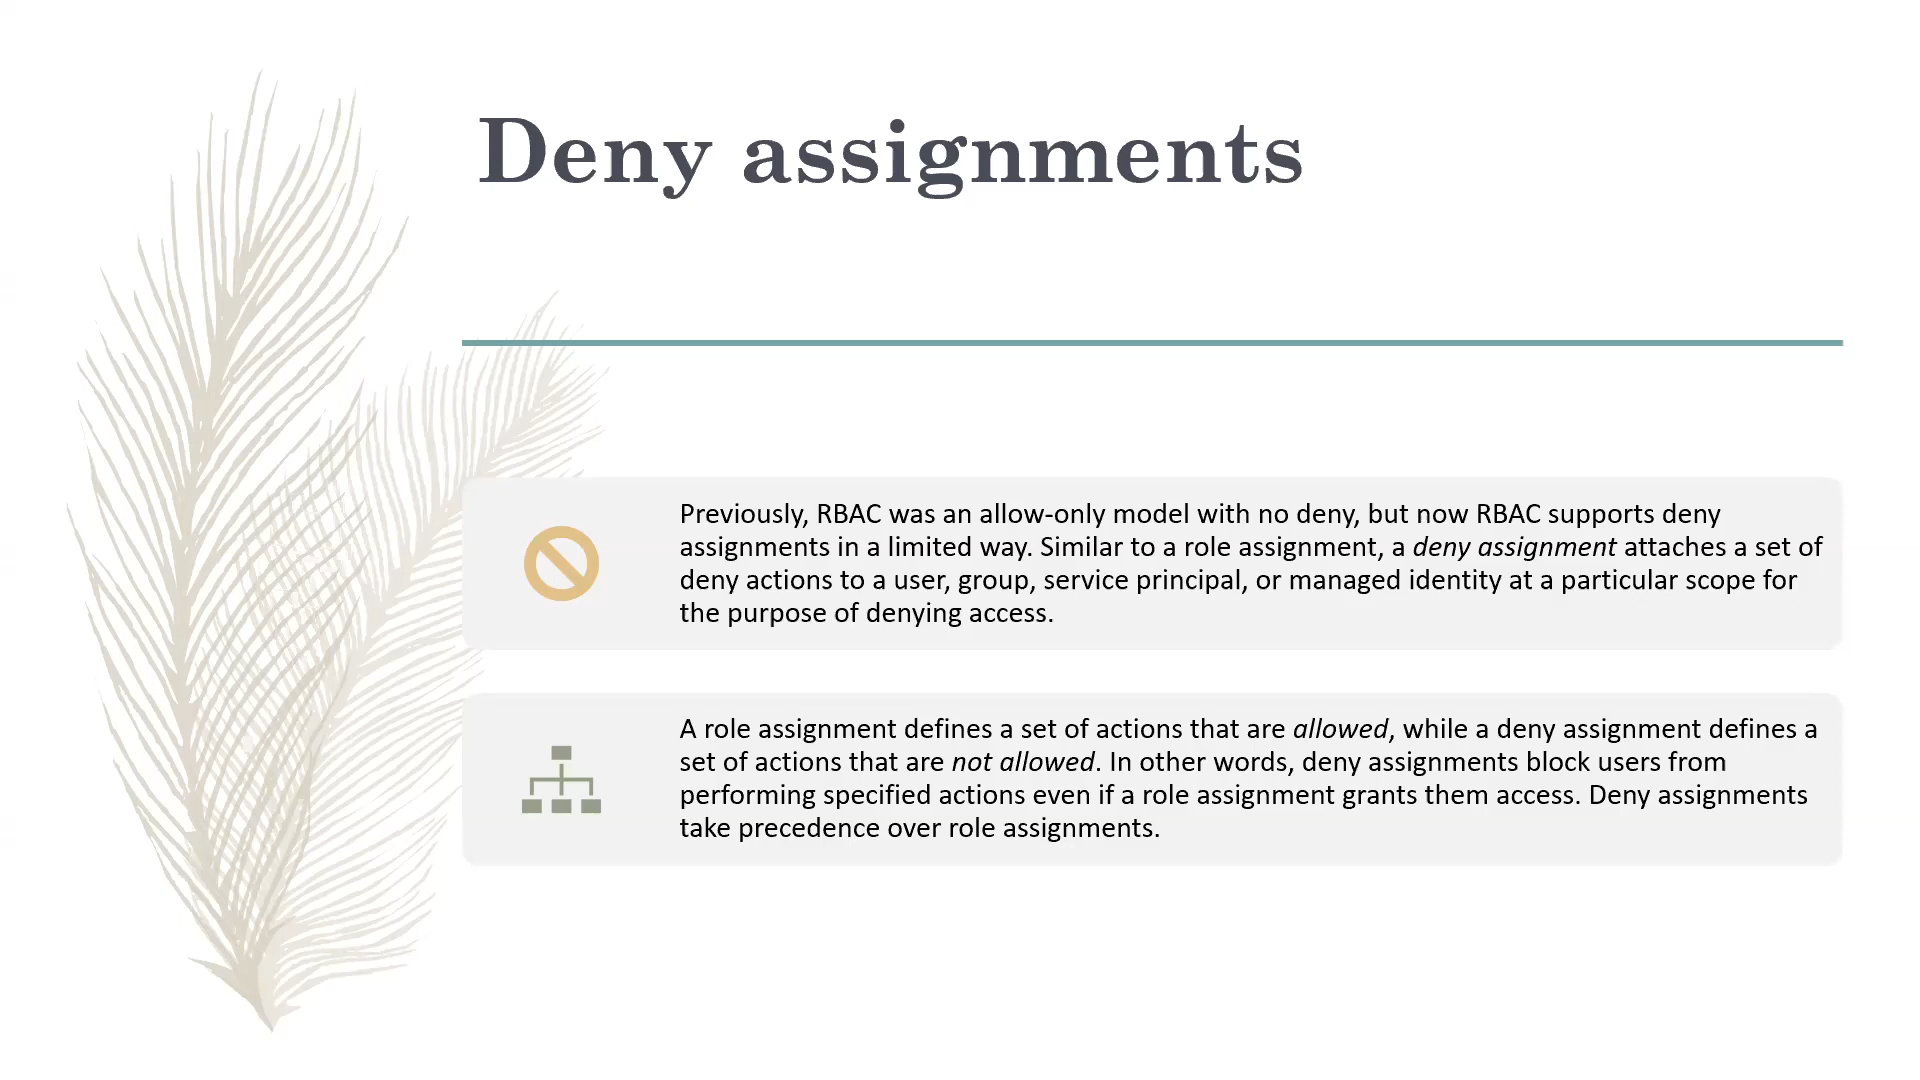 Deny assignments
Previously, RBAC was an allow-only model with no deny, but now RBAC supports deny
assignments in a limited way. Similar to a role assignment, a deny assignment attaches a set of
deny actions to a user, group, service principal, or managed identity at a particular scope for
the purpose of denying access.
A role assignment defines a set of actions that are allowed, while a deny assignment defines a
set of actions that are not allowed. In other words, deny assignments block users from
performing specified actions even if a role assignment grants them access. Deny assignments
take precedence over role assignments.